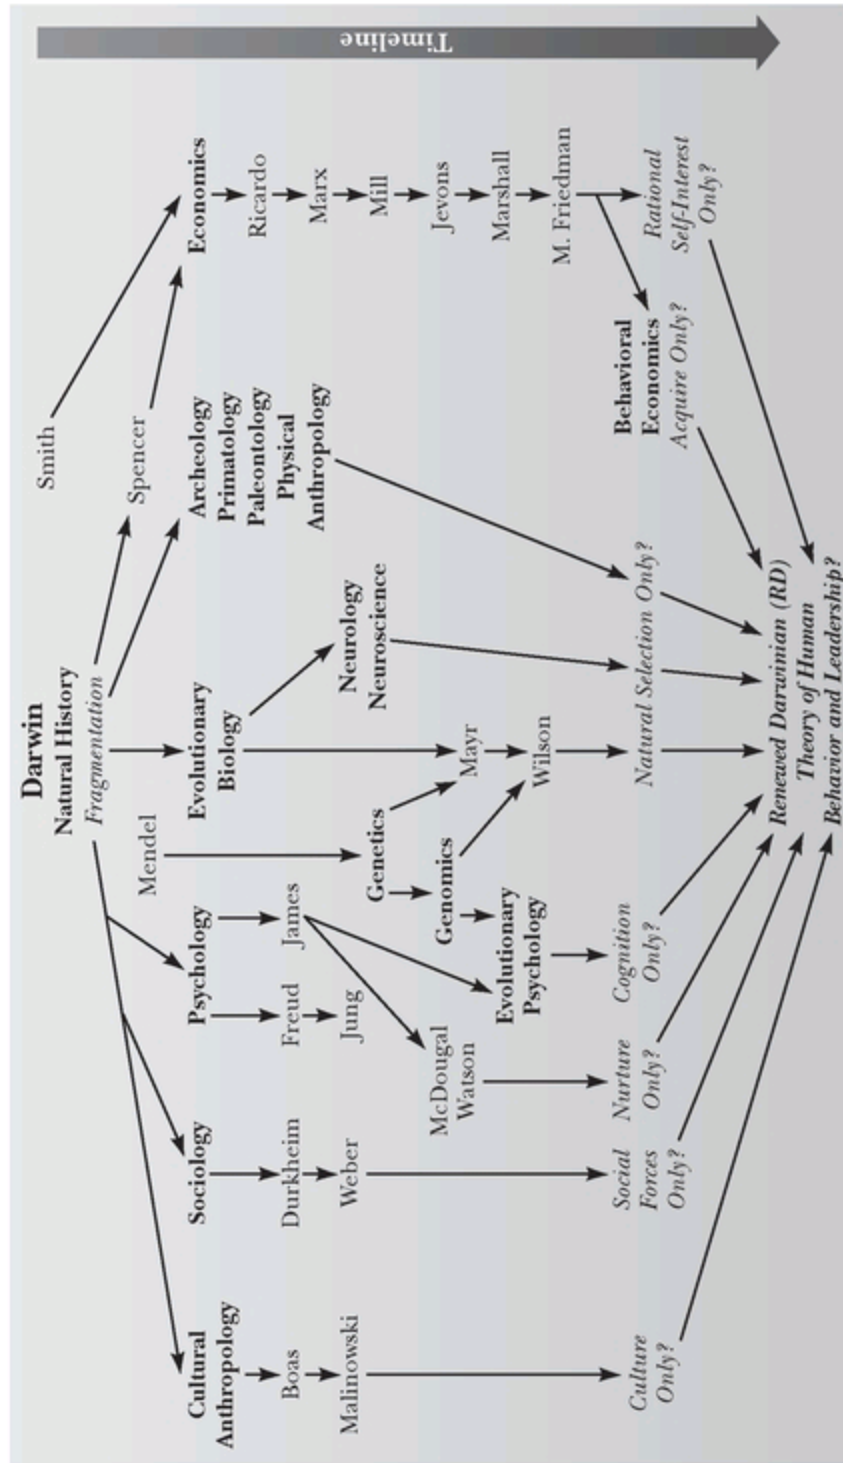 Darwin
Natural History
Fragmentation
Smith
Timeline
Mendel
Spencer
Cultural
Anthropology
Sociology
Psychology
Evolutionary
Biology
Archeology
Primatology
Paleontology
Physical
Anthropology
Economics
Boas
Malinowski
Durkheim
Weber
Freud
Jung
James
McDougal
Watson
Genetics
Genomics
Evolutionary
Psychology
Neurology
Neuroscience
Mayr
Wilson
Ricardo
Marx
Mill
Jevons
Marshall
M. Friedman
Behavioral
Economics
Acquire Only?
Rational
Self-Interest
Only?
Culture
Only?
Social
Forces
Only?
Nurture
Only?
Cognition
Only?
Natural Selection Only?
Renewed Darwinian (RD)
Theory of Human
Behavior and Leadership?